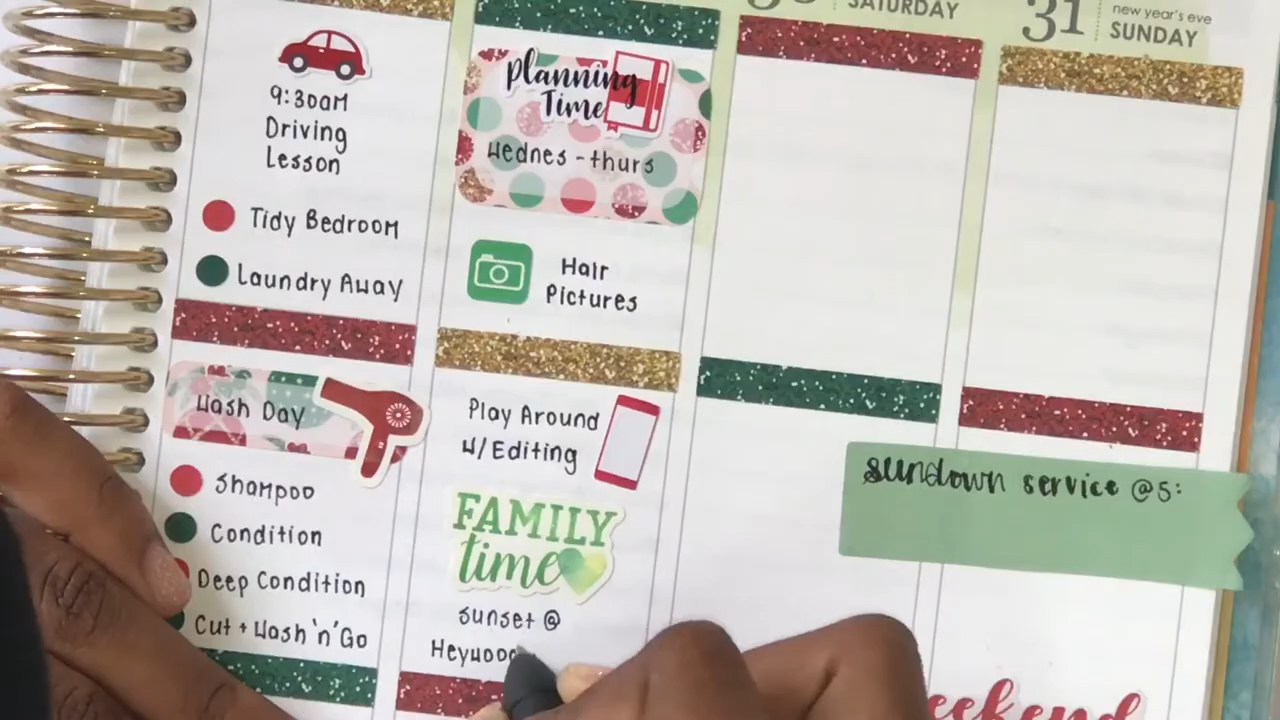 SATURDAY
31
new year's eve
SUNDAY
9:30am
Driving
Lesson
Tidy Bedroom
Laundry Away
Wash Day
Shampoo
Condition
Deep Condition
Cut + Wash 'n' Go
planning
Time
Wednes - thurs
Hair
Pictures
Play Around
W/Editing
FAMILY
time
sunset @
sundown service @5: